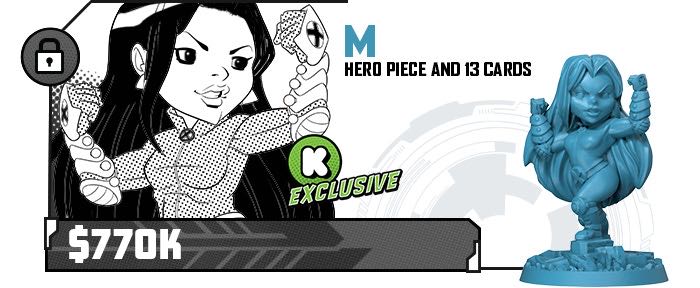 M
HERO PIECE AND 13 CARDS
K
EXCLUSIVE
$770K